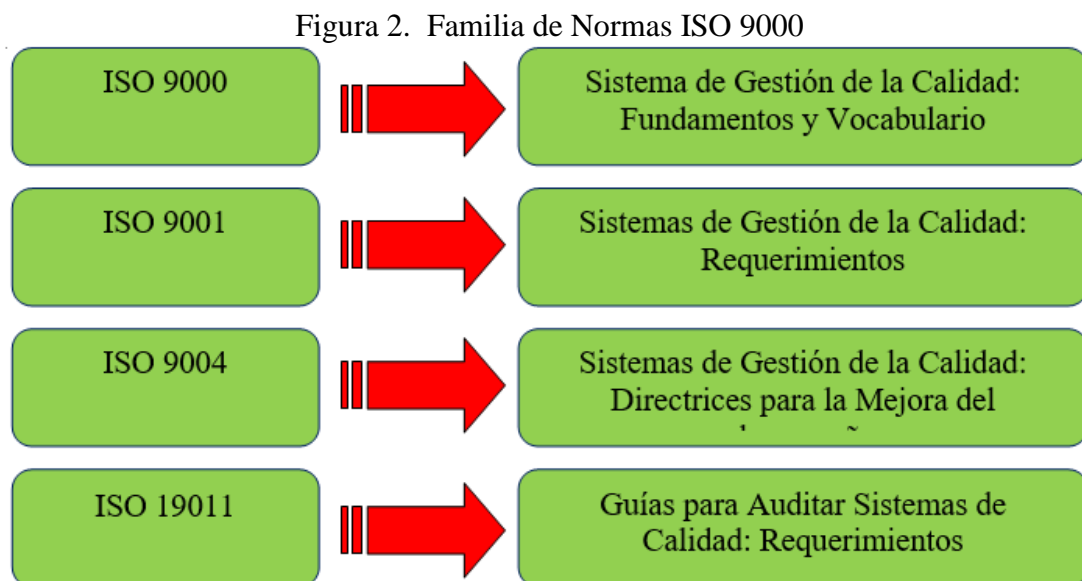 Figura 2. Familia de Normas ISO 9000
ISO 9000
Sistema de Gestión de la Calidad:
Fundamentos y Vocabulario
ISO 9001
Sistemas de Gestión de la Calidad:
Requerimientos
ISO 9004
Sistemas de Gestión de la Calidad:
Directrices para la Mejora del
ISO 19011
Guías para Auditar Sistemas de
Calidad: Requerimientos